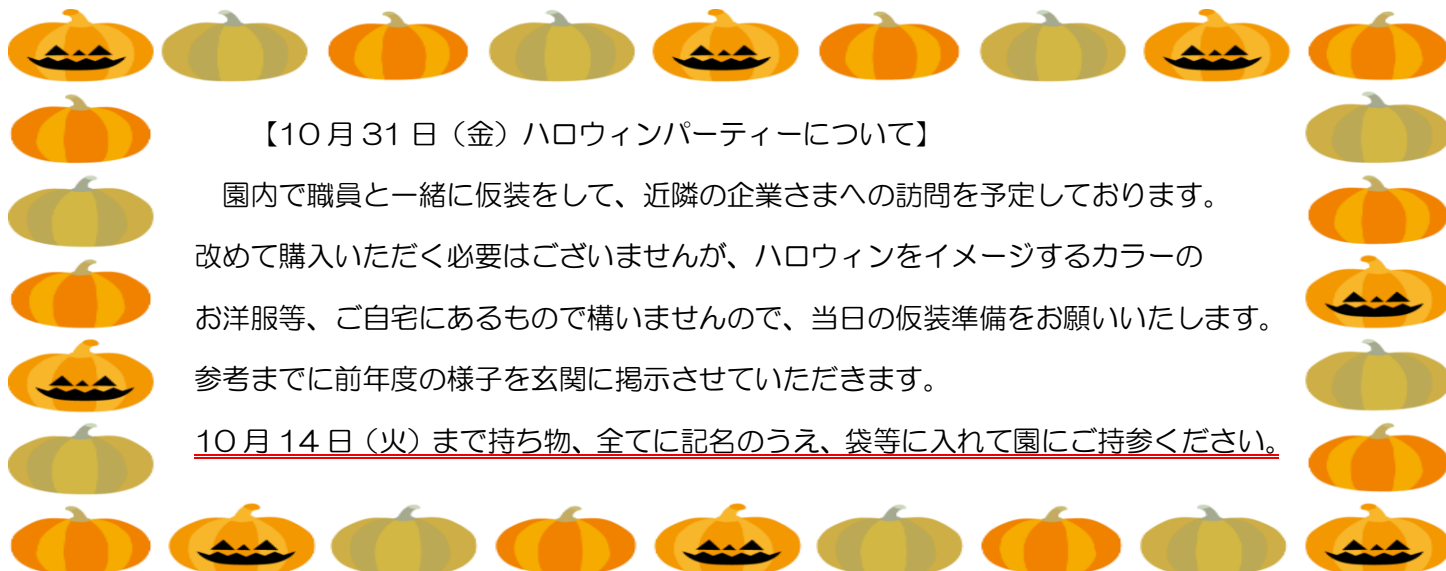 【10月31日（金）ハロウィンパーティーについて】
園内で職員と一緒に仮装をして、近隣の企業さまへの訪問を予定しております。
改めて購入いただく必要はございませんが、ハロウィンをイメージするカラーの
お洋服等、ご自宅にあるもので構いませんので、当日の仮装準備をお願いいたします。
参考までに前年度の様子を玄関に掲示させていただきます。
10月14日（火）まで持ち物、全てに記名のうえ、袋等に入れて園にご持参ください。